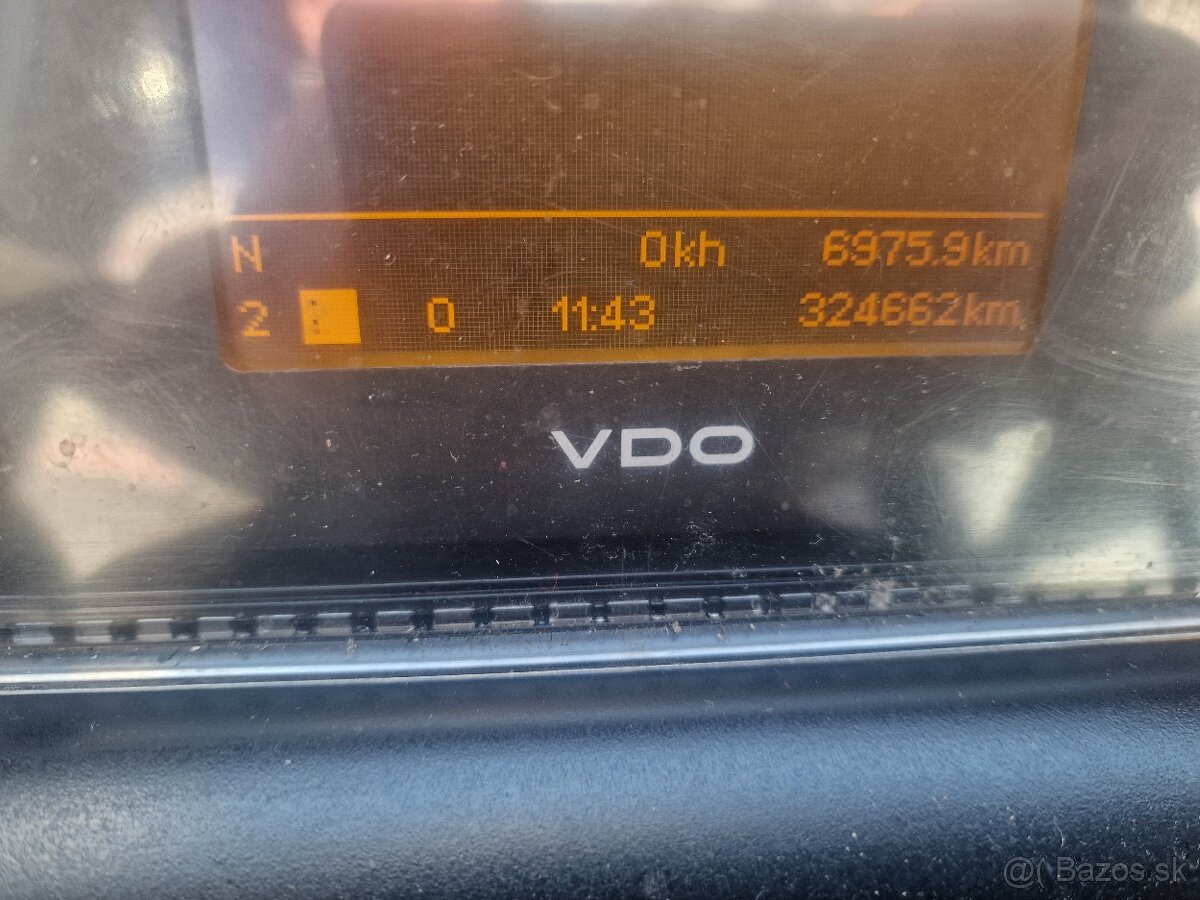 N 0kh 6975.9km
2 0 11:43 324662km
VDO
@( Bazos.sk